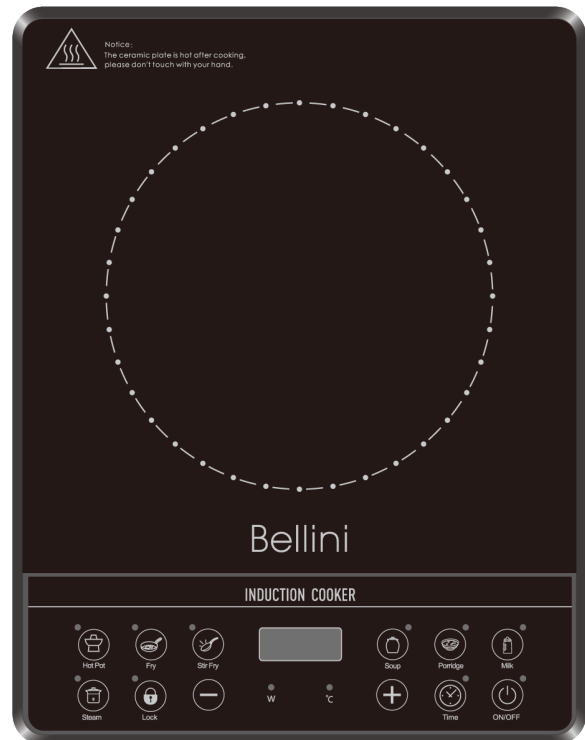 Notice:
The ceramic plate is hot after cooking,
please don't touch with your hand.
Bellini
INDUCTION COOKER
Hot Pot Fry Stir Fry Soup Porridge Milk
W °C
Steam Lock Time ON/OFF